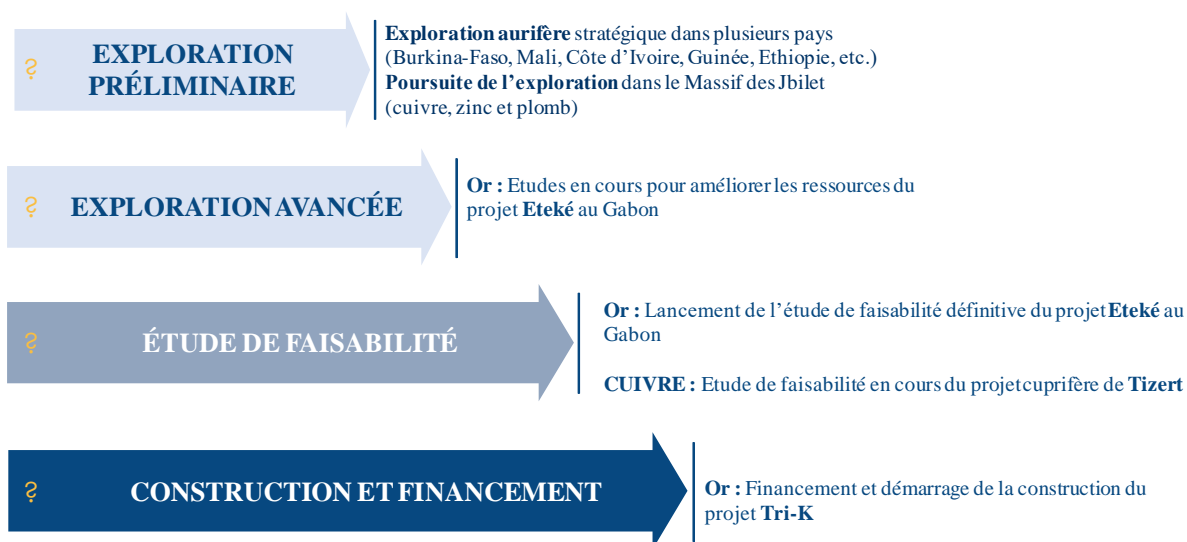 EXPLORATION
PRÉLIMINAIRE
Exploration aurifère stratégique dans plusieurs pays
(Burkina-Faso, Mali, Côte d’Ivoire, Guinée, Ethiopie, etc.)
Poursuite de l’exploration dans le Massif des Jbilet
(cuivre, zinc et plomb)
? EXPLORATION AVANCÉE
Or : Etudes en cours pour améliorer les ressources du
projet Eteké au Gabon
? ÉTUDE DE FAISABILITÉ
Or : Lancement de l’étude de faisabilité définitive du projet Eteké au
Gabon
CUIVRE : Etude de faisabilité en cours du projet cuprifère de Tizert
? CONSTRUCTION ET FINANCEMENT
Or : Financement et démarrage de la construction du
projet Tri-K